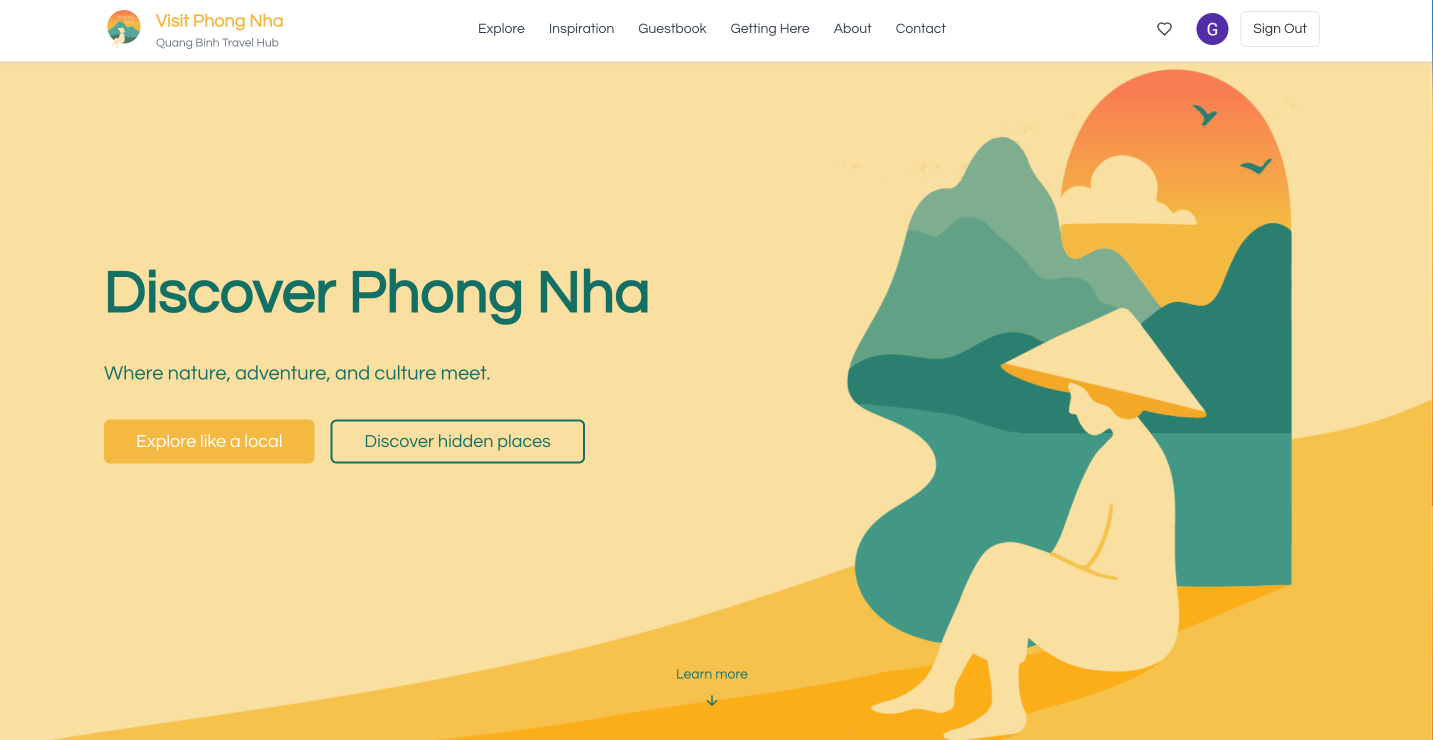 Visit Phong Nha
Quang Binh Travel Hub
Explore
Inspiration
Guestbook
Getting Here
About
Contact
G
Sign Out
Discover Phong Nha
Where nature, adventure, and culture meet.
Explore like a local
Discover hidden places
Learn more